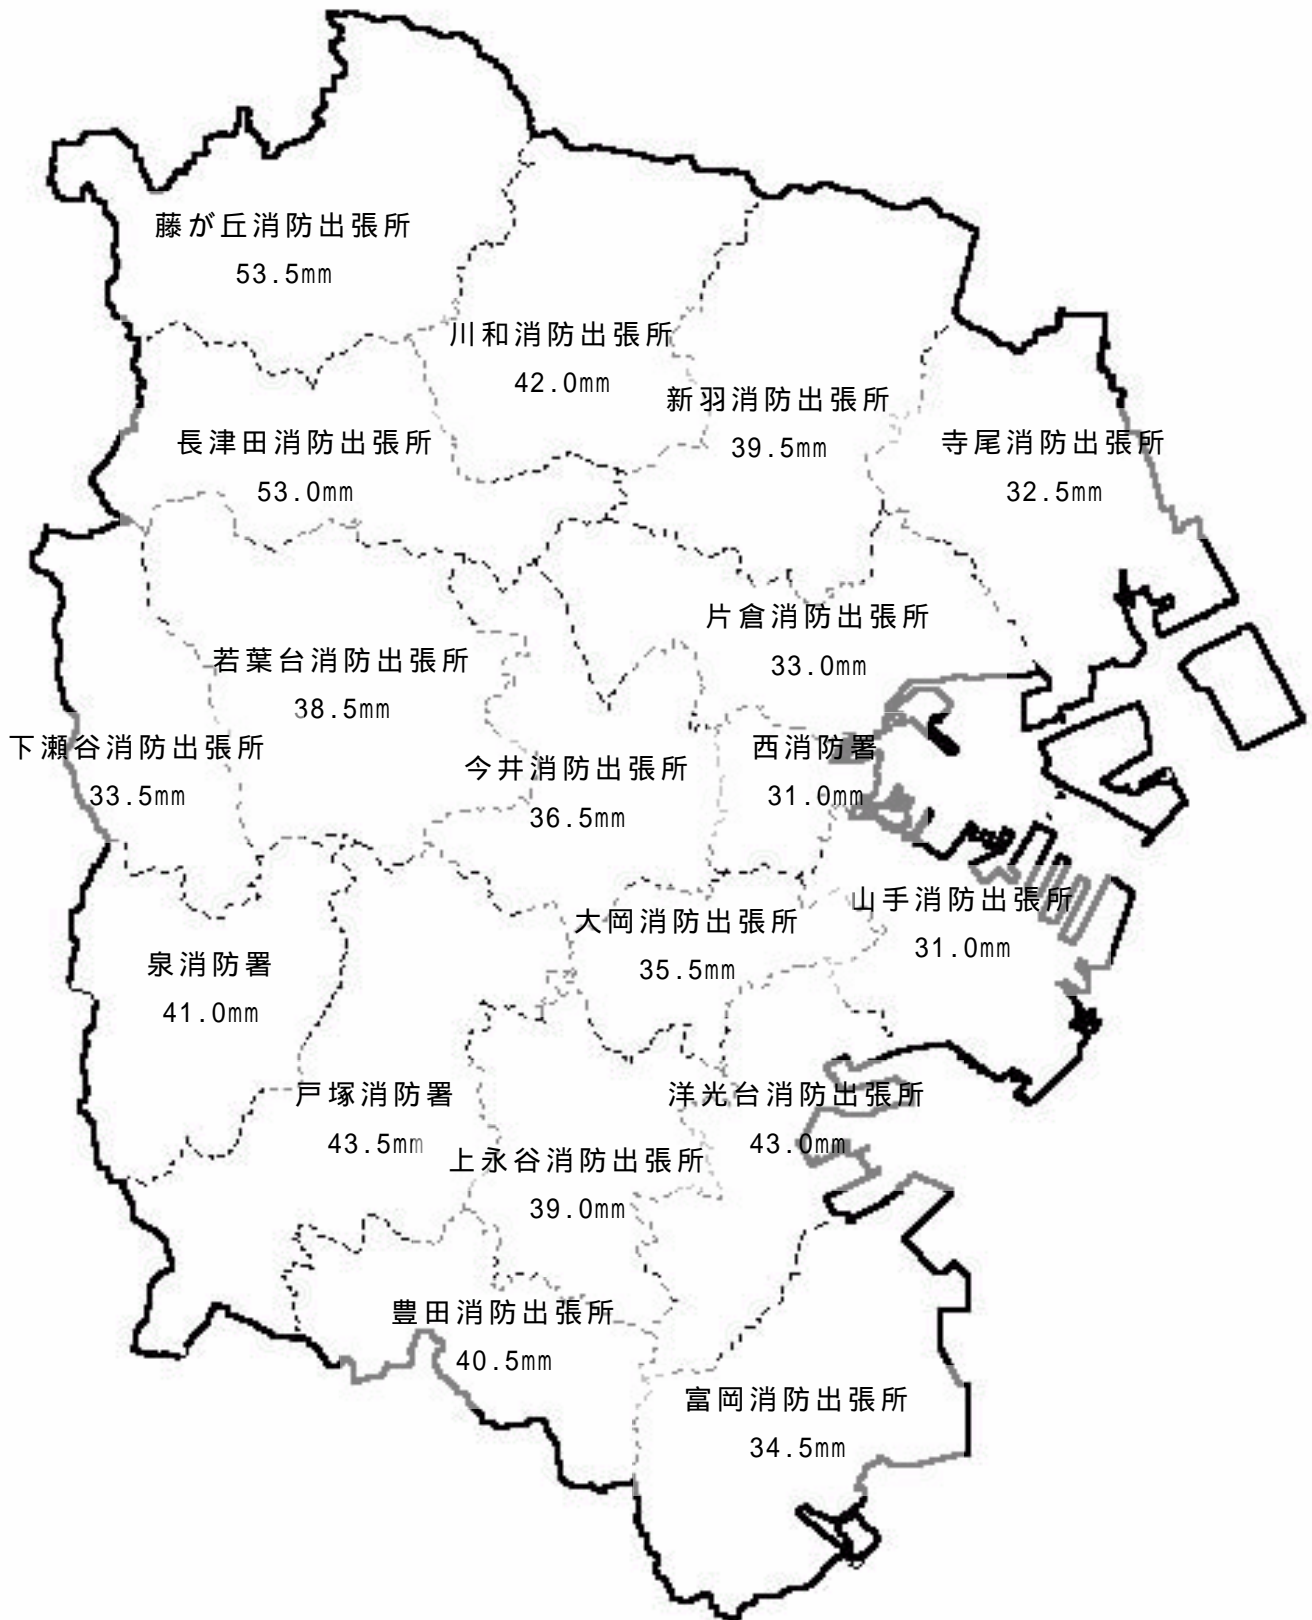 藤が丘消防出張所
53.5mm
川和消防出張所
42.0mm
新羽消防出張所
39.5mm
寺尾消防出張所
32.5mm
長津田消防出張所
53.0mm
片倉消防出張所
33.0mm
若葉台消防出張所
38.5mm
下瀬谷消防出張所
33.5mm
今井消防出張所
36.5mm
西消防署
31.0mm
山手消防出張所
31.0mm
大岡消防出張所
35.5mm
泉消防署
41.0mm
戸塚消防署
43.5mm
洋光台消防出張所
43.0mm
上永谷消防出張所
39.0mm
豊田消防出張所
40.5mm
富岡消防出張所
34.5mm